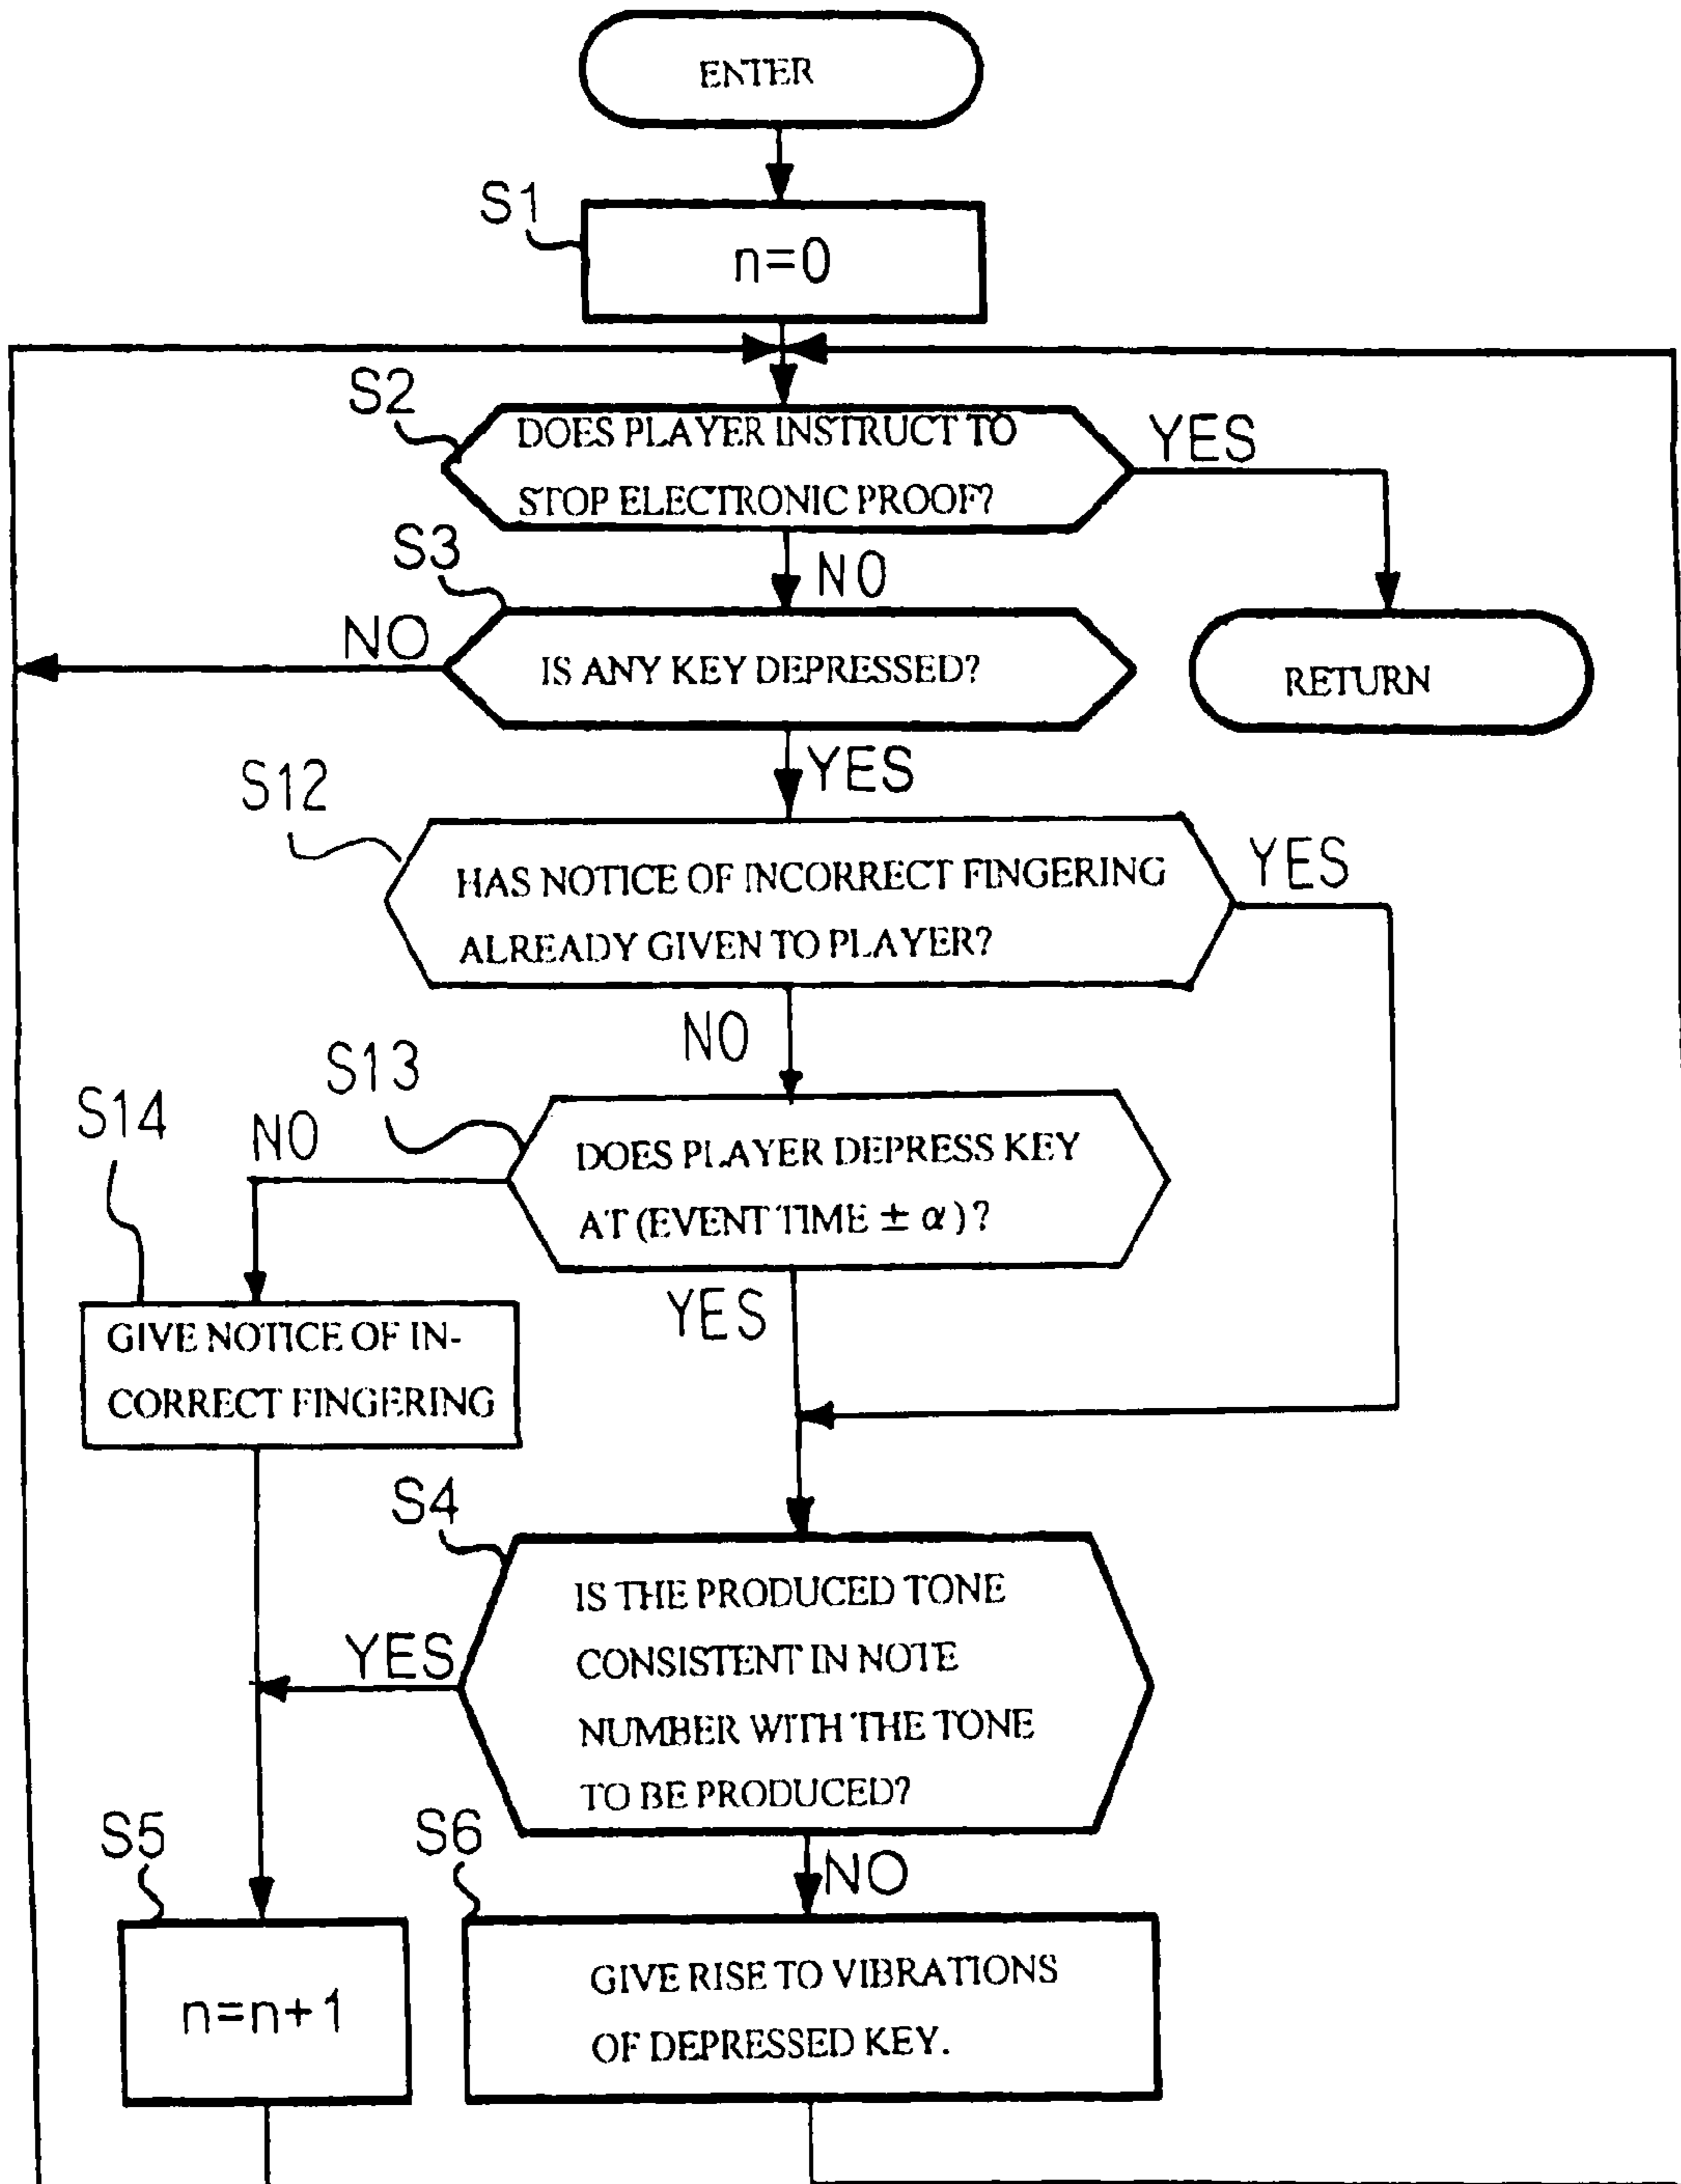 ENTER
S1
n=0
S2
DOES PLAYER INSTRUCT TO
STOP ELECTRONIC PROOF?
YES
NO
S3
NO
IS ANY KEY DEPRESSED?
RETURN
YES
S12
HAS NOTICE OF INCORRECT FINGERING
ALREADY GIVEN TO PLAYER?
YES
NO
S13
S14
NO
DOES PLAYER DEPRESS KEY
AT (EVENT TIME ± α)?
YES
GIVE NOTICE OF IN-
CORRECT FINGERING
S4
YES
IS THE PRODUCED TONE
CONSISTENT IN NOTE
NUMBER WITH THE TONE
TO BE PRODUCED?
S5
S6
NO
n=n+1
GIVE RISE TO VIBRATIONS
OF DEPRESSED KEY.